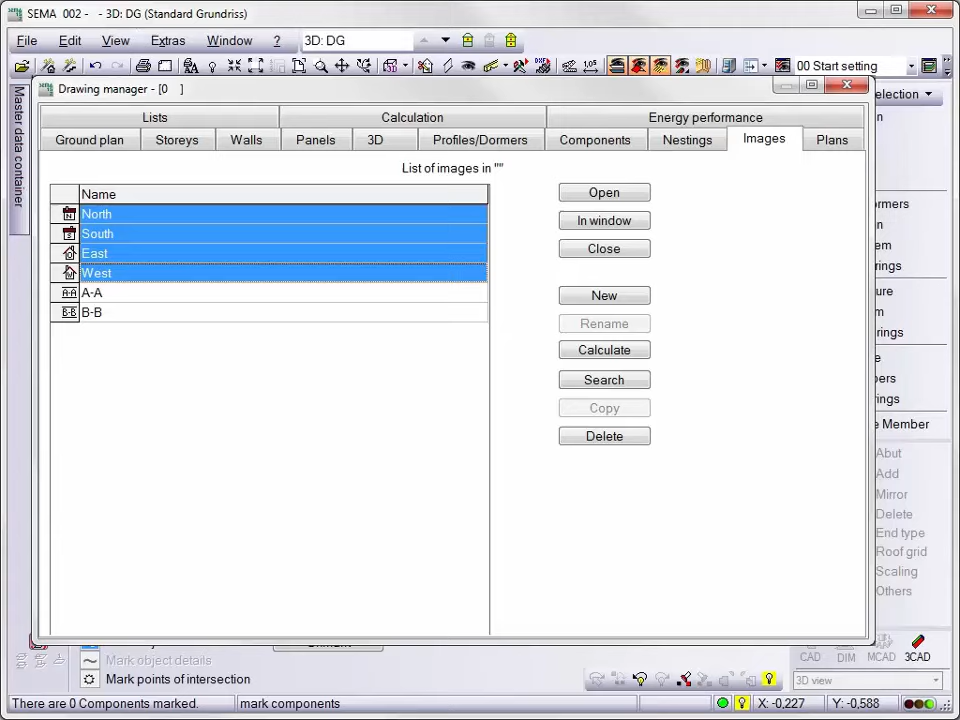 SEMA 002 - - 3D: DG (Standard Grundriss)
File Edit View Extras Window ? 3D: DG
1,05 00 Start setting
Drawing manager - [0 ]
Lists Calculation Energy performance
Ground plan Storeys Walls Panels 3D Profiles/Dormers Components Nestings Images Plans
List of images in ""
Name
North
South
East
West
A-A A-A
B-B B-B
Open
In window
Close
New
Rename
Calculate
Search
Copy
Delete
Master data container
election
n
ormers
r
em
erings
ure
m
erings
e
bers
rings
e Member
Abut
Add
Mirror
Delete
End type
Roof grid
Scaling
Others
CAD DIM MCAD 3CAD
Mark object details
Mark points of intersection
3D view
There are 0 Components marked. mark components X: -0,227 Y: -0,588